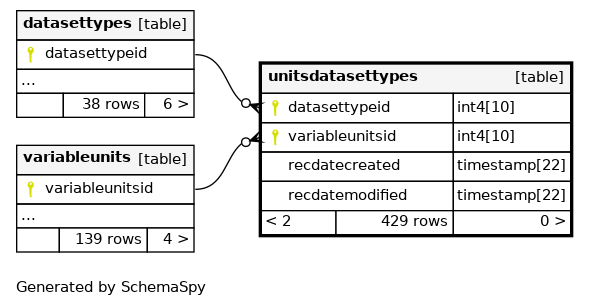 datasettypes [table]
datasettypeid
...
38 rows 6 >
variableunits [table]
variableunitsid
...
139 rows 4 >
unitsdatasettypes [table]
datasettypeid int4[10]
variableunitsid int4[10]
recdatecreated timestamp[22]
recdatemodified timestamp[22]
< 2 429 rows 0 >
Generated by SchemaSpy